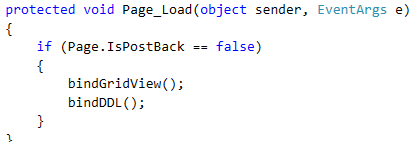 protected void Page_Load(object sender, EventArgs e)
{
    if (Page.IsPostBack == false)
    {
        bindGridView();
        bindDDL();
    }
}